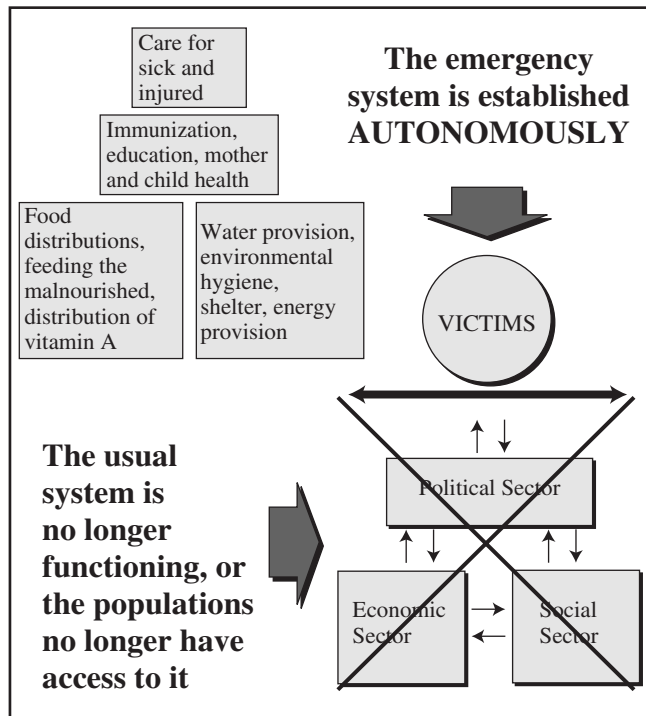 Care for
sick and
injured
The emergency
system is established
AUTONOMOUSLY
Immunization,
education, mother
and child health
Food
distributions,
feeding the
malnourished,
distribution of
vitamin A
Water provision,
environmental
hygiene,
shelter, energy
provision
VICTIMS
The usual
system is
no longer
functioning, or
the populations
no longer have
access to it
Political Sector
Economic
Sector
Social
Sector